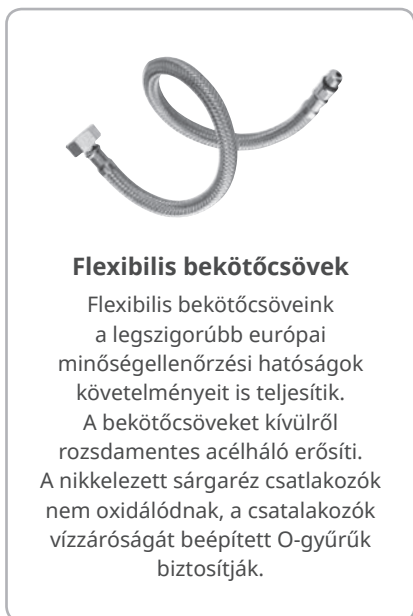 Flexibilis bekötőcsövek
Flexibilis bekötőcsöveink
a legszigorúbb európai
minőségellenőrzési hatóságok
követelményeit is teljesítik.
A bekötőcsöveket kívülről
rozsdamentes acélháló erősíti.
A nikkelezett sárgaréz csatlakozók
nem oxidálódnak, a csatalakozók
vízzáróságát beépített O-gyűrűk
biztosítják.